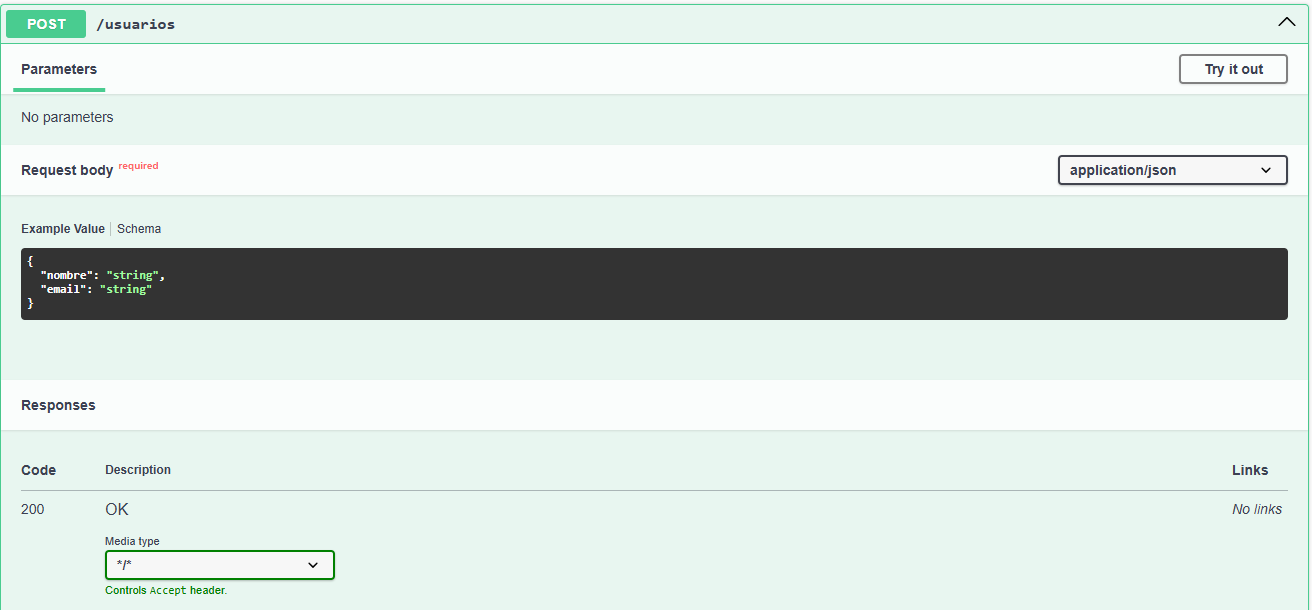 POST /usuarios
Parameters Try it out
No parameters
Request body required application/json
Example Value Schema
{
"nombre": "string",
"email": "string"
}
Responses
Code Description Links
200 OK No links
Media type
*/*
Controls Accept header.